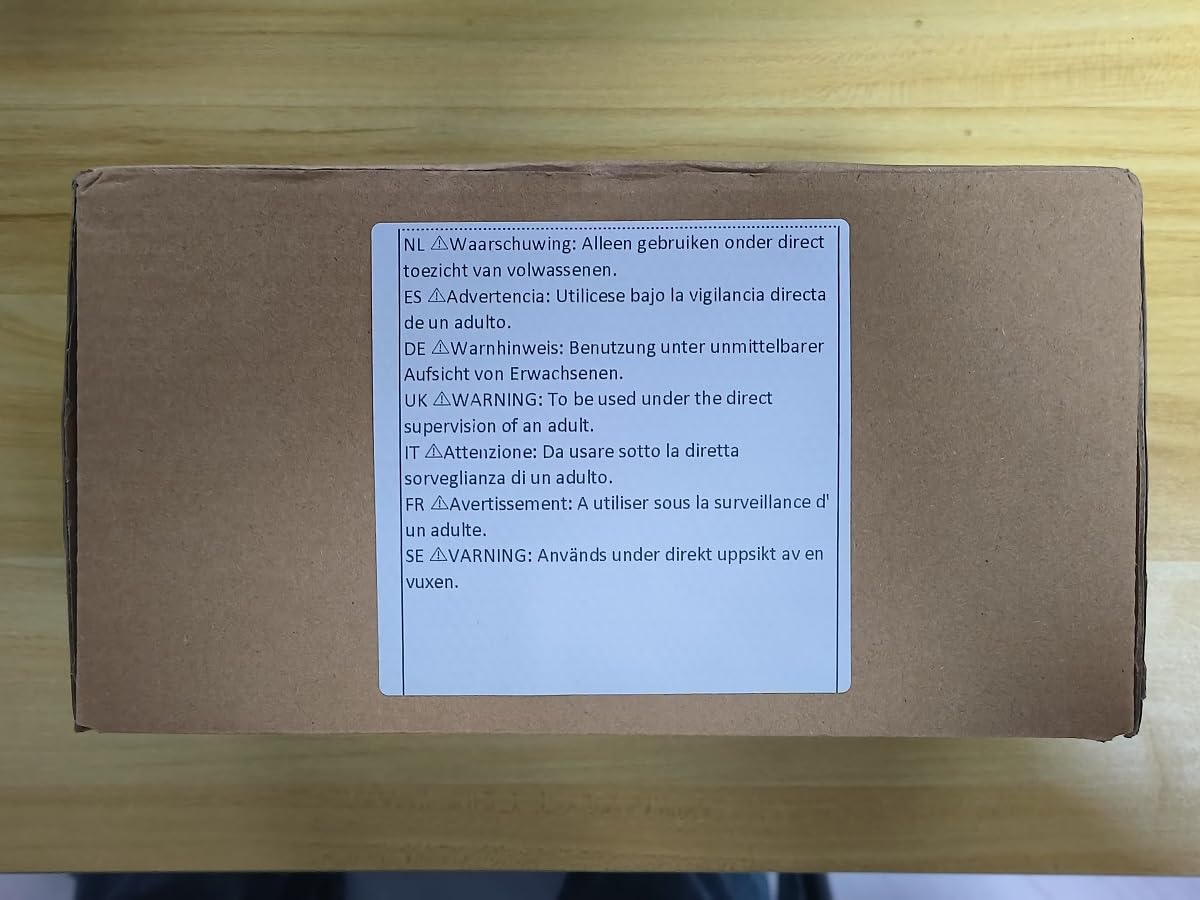 NL ⚠Waarschuwing: Alleen gebruiken onder direct
toezicht van volwassenen.
ES ⚠Advertencia: Utilicese bajo la vigilancia directa
de un adulto.
DE ⚠Warnhinweis: Benutzung unter unmittelbarer
Aufsicht von Erwachsenen.
UK ⚠WARNING: To be used under the direct
supervision of an adult.
IT ⚠Attenzione: Da usare sotto la diretta
sorveglianza di un adulto.
FR ⚠Avertissement: A utiliser sous la surveillance d'
un adulte.
SE ⚠VARNING: Används under direkt uppsikt av en
vuxen.